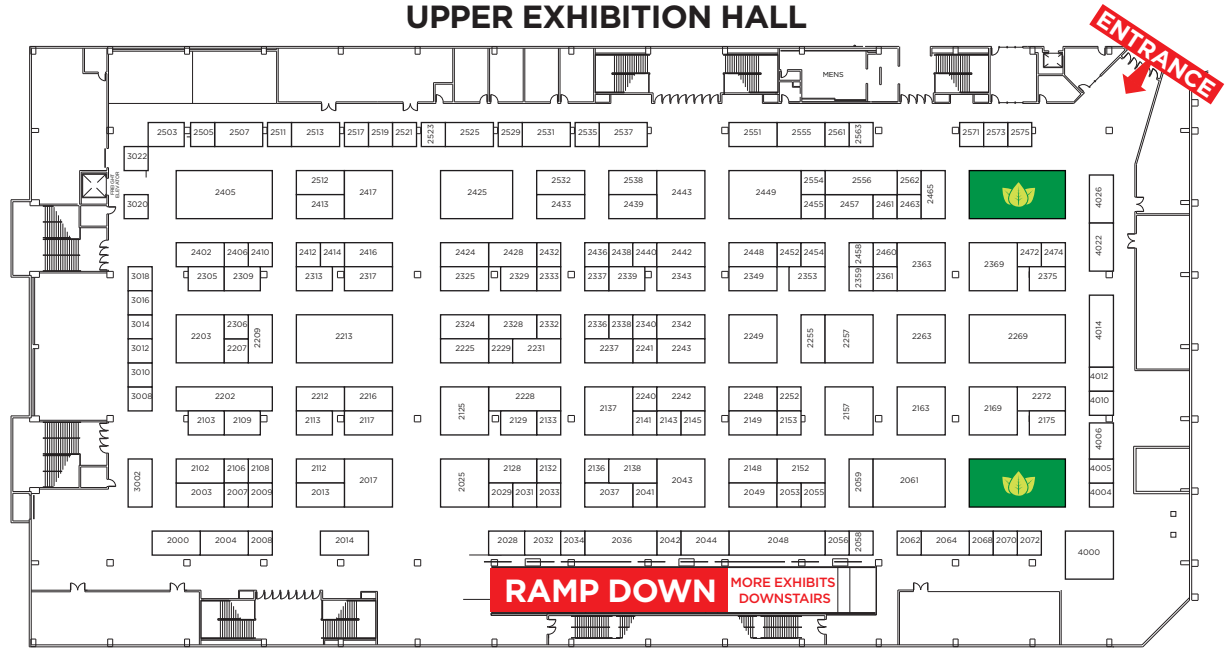 UPPER EXHIBITION HALL
ENTRANCE
MENS
2503 2505 2507 2511 2513 2517 2519 2521 2523 2525 2529 2531 2535 2537 2551 2555 2561 2563 2571 2573 2575
3022
FREIGHT
ELEVATOR
3020
2405 2512 2417 2425 2532 2538 2443 2449 2554 2556 2562 2465 4026
2413 2433 2439 2455 2457 2461 2463
4022
2402 2406 2410 2412 2414 2416 2424 2428 2432 2436 2438 2440 2442 2448 2452 2454 2458 2460 2363 2369 2472 2474
3018 2305 2309 2313 2317 2325 2329 2333 2337 2339 2343 2349 2353 2359 2361 2375
3016
3014 2203 2306 2209 2213 2324 2328 2332 2336 2338 2340 2342 2249 2255 2257 2263 2269 4014
3012 2207 2225 2229 2231 2237 2241 2243
3010 4012
3008 2202 2212 2216 2125 2228 2137 2240 2242 2248 2252 2157 2163 2169 2272 4010
2103 2109 2113 2117 2129 2133 2141 2143 2145 2149 2153 2175
4006
3002 2102 2106 2108 2112 2017 2025 2128 2132 2136 2138 2043 2148 2152 2059 2061 4005
2003 2007 2009 2013 2029 2031 2033 2037 2041 2049 2053 2055 4004
2000 2004 2008 2014 2028 2032 2034 2036 2042 2044 2048 2056 2058 2062 2064 2068 2070 2072 4000
RAMP DOWN
MORE EXHIBITS
DOWNSTAIRS